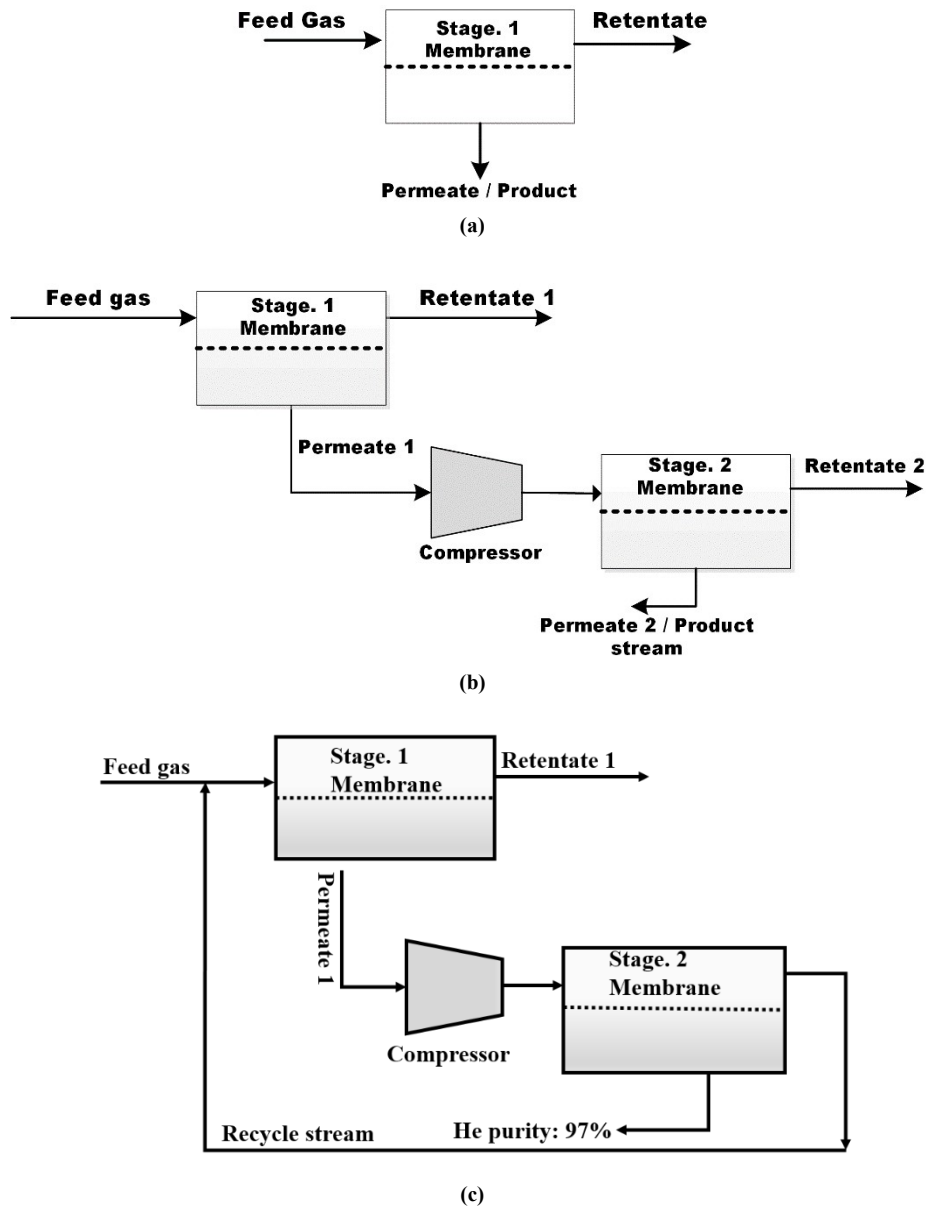 Feed Gas
Stage. 1
Membrane
Retentate
Permeate / Product
(a)
Feed gas
Stage. 1
Membrane
Retentate 1
Permeate 1
Compressor
Stage. 2
Membrane
Retentate 2
Permeate 2 / Product
stream
(b)
Feed gas
Stage. 1
Membrane
Retentate 1
Permeate 1
Compressor
Stage. 2
Membrane
He purity: 97%
Recycle stream
(c)